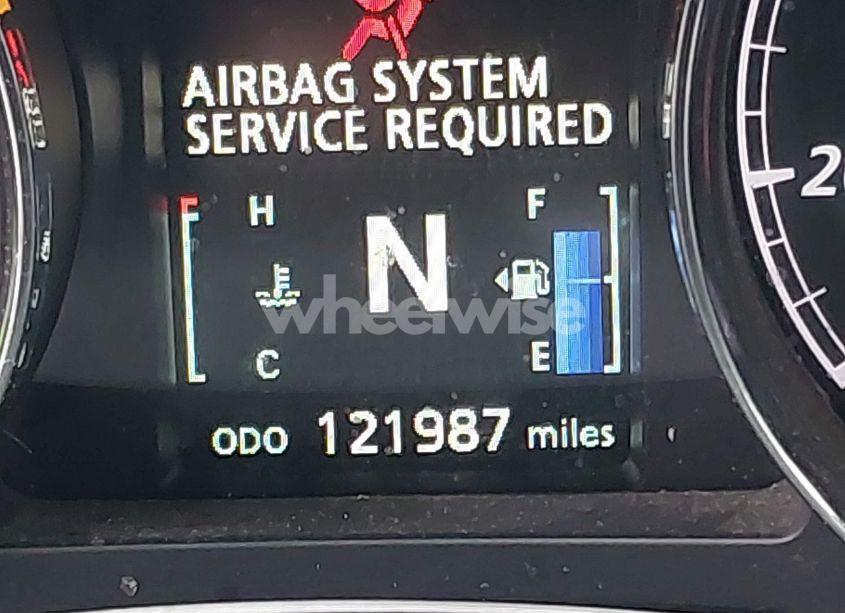 AIRBAG SYSTEM
SERVICE REQUIRED
H
N
F
E
C
ODO 121987 miles
wheelwise